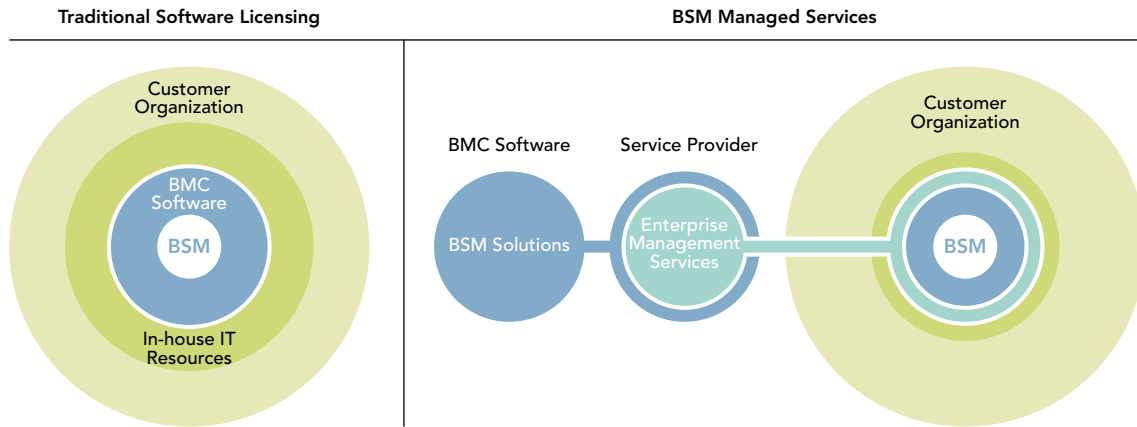 Traditional Software Licensing
BSM Managed Services
Customer
Organization
BMC
Software
BSM
In-house IT
Resources
BMC Software
BSM Solutions
Service Provider
Enterprise
Management
Services
Customer
Organization
BSM